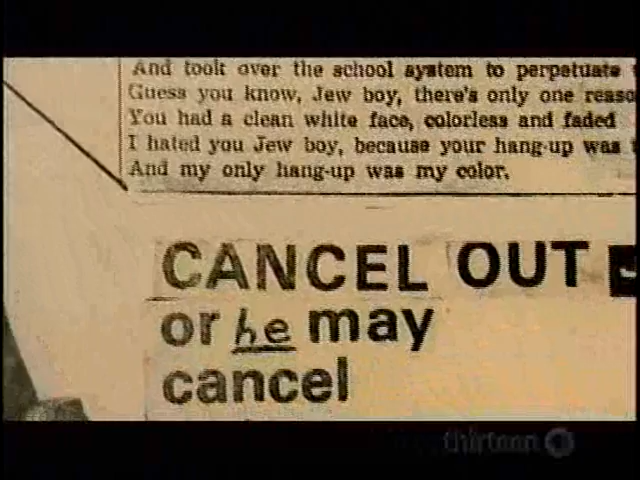 And took over the school system to perpetuate
Guess you know, Jew boy, there's only one reaso
You had a clean white face, colorless and faded
I hated you Jew boy, because your hang-up was
And my only hang-up was my color.
CANCEL OUT
or he may
cancel
thirteen